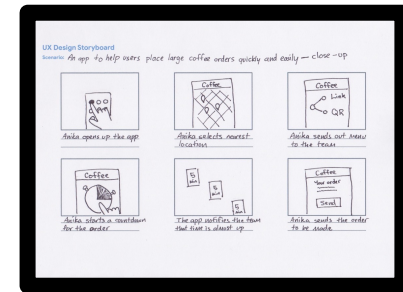 UX Design Storyboard
Scenario: An app to help users place large coffee orders quickly and easily — close-up
Anika opens up the app
Coffee
Anika selects nearest
location
Coffee
Link
QR
Anika sends out menu
to the team
Coffee
Anika starts a countdown
for the order
5
min
5
min
5
min
The app notifies the team
that time is almost up
Coffee
Your order
Send
Anika sends the order
to be made